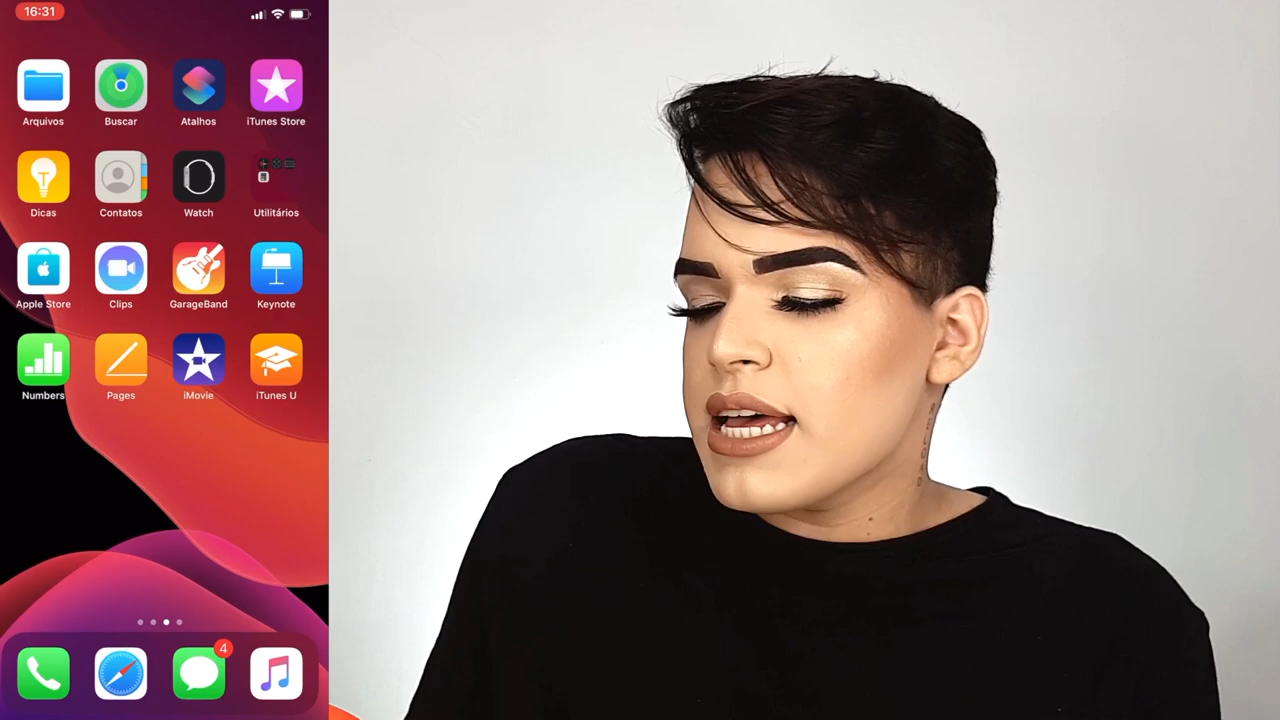 16:31
Arquivos Buscar Atalhos iTunes Store
Dicas Contatos Watch Utilitários
Apple Store Clips GarageBand Keynote
Numbers Pages iMovie iTunes U
4